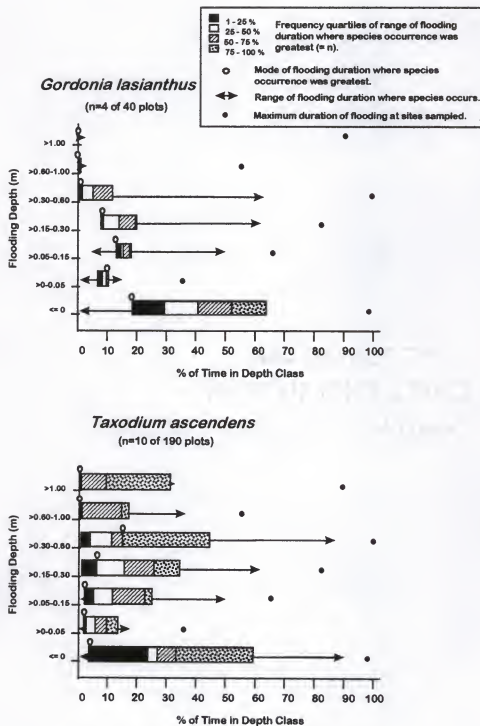 1 - 25 %
25 - 50 %
50 - 75 %
75 - 100 %
Frequency quartiles of range of flooding
duration where species occurrence was
greatest (= n).
Mode of flooding duration where species
occurrence was greatest.
Range of flooding duration where species occurs.
Maximum duration of flooding at sites sampled.
Gordonia lasianthus
(n=4 of 40 plots)
Flooding Depth (m)
>1.00
>0.60-1.00
>0.30-0.60
>0.15-0.30
>0.05-0.15
>0-0.05
<= 0
0 10 20 30 40 50 60 70 80 90 100
% of Time in Depth Class
Taxodium ascendens
(n=10 of 190 plots)
Flooding Depth (m)
>1.00
>0.60-1.00
>0.30-0.60
>0.15-0.30
>0.05-0.15
>0-0.05
<= 0
0 10 20 30 40 50 60 70 80 90 100
% of Time in Depth Class